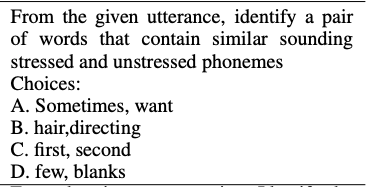 From the given utterance, identify a pair
of words that contain similar sounding
stressed and unstressed phonemes
Choices:
A. Sometimes, want
B. hair,directing
C. first, second
D. few, blanks